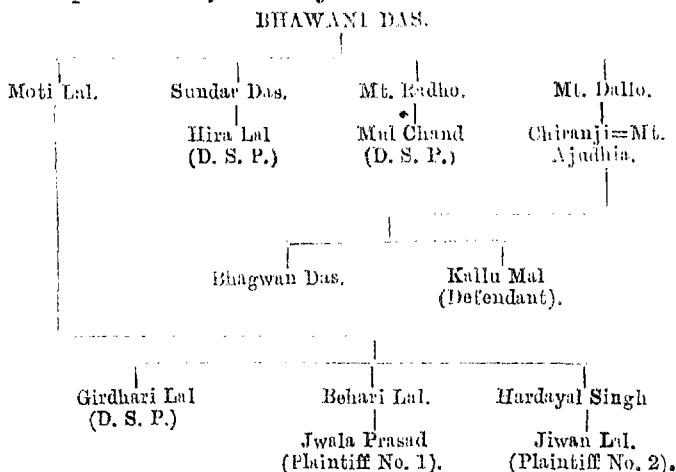 BHAWANI DAS.
Moti Lal. Sundar Das. Mt. Radho. Mt. Dallo.
Hira Lal Mul Chand Chiranji=Mt.
(D. S. P.) (D. S. P.) Ajudhia.
Bhagwan Das. Kallu Mal
(Defendant).
Girdhari Lal Behari Lal. Hardayal Singh
(D. S. P.)
Jwala Prasad Jiwan Lal.
(Plaintiff No. 1). (Plaintiff No. 2).